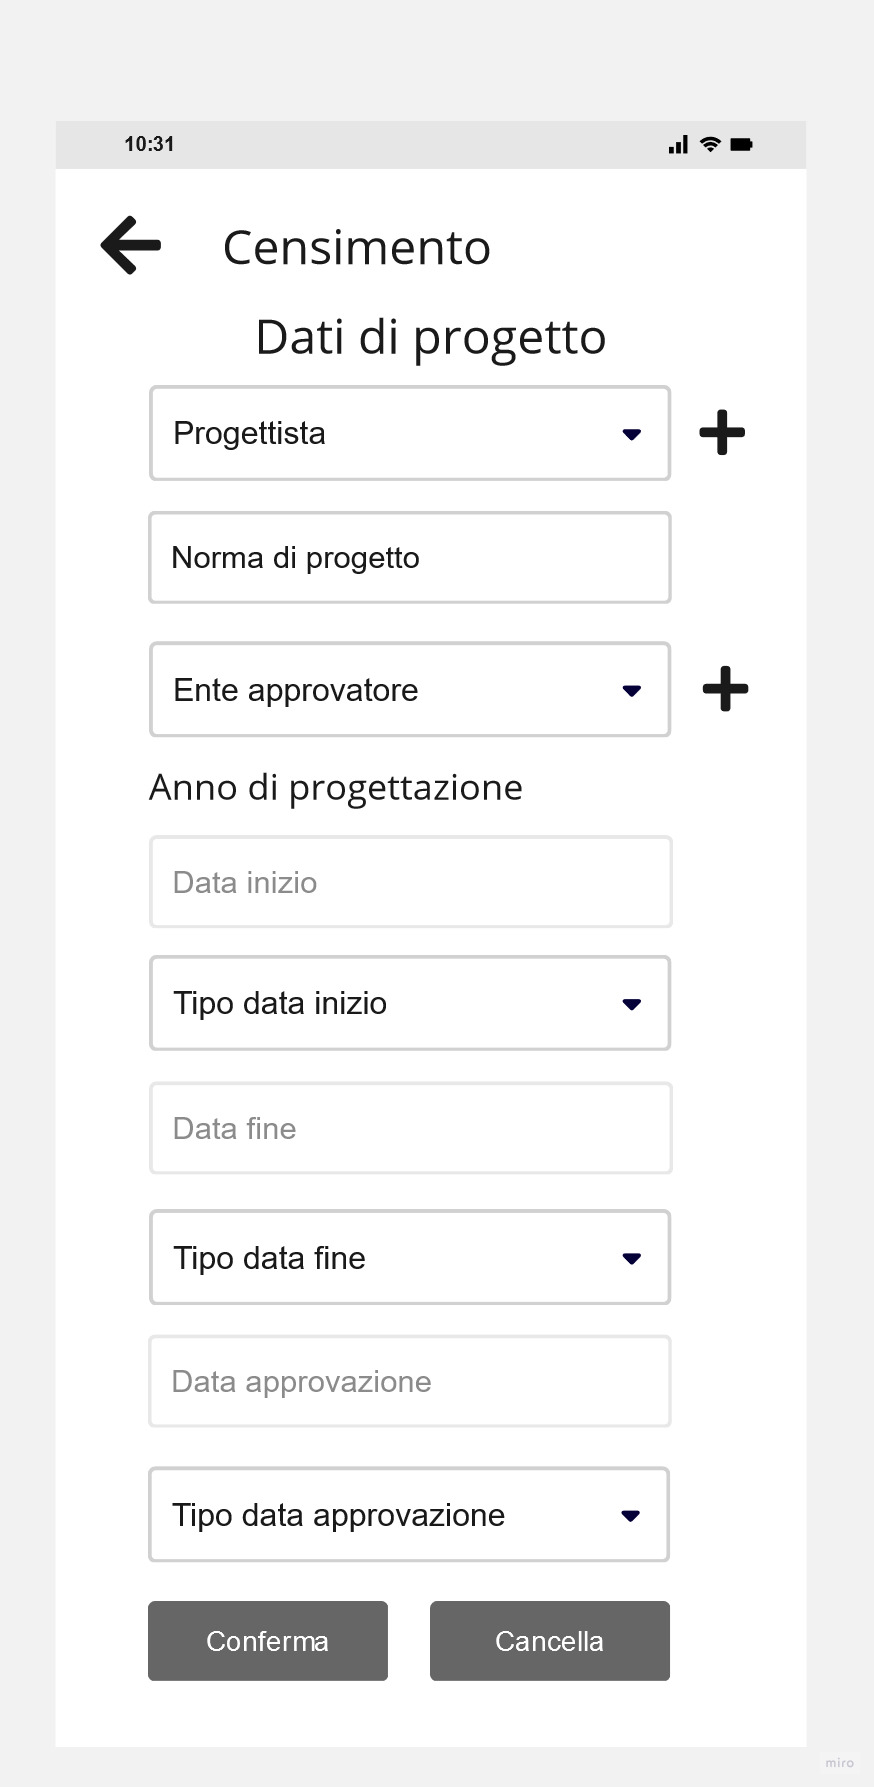 10:31
Censimento
Dati di progetto
Progettista
Norma di progetto
Ente approvatore
Anno di progettazione
Data inizio
Tipo data inizio
Data fine
Tipo data fine
Data approvazione
Tipo data approvazione
Conferma Cancella
miro